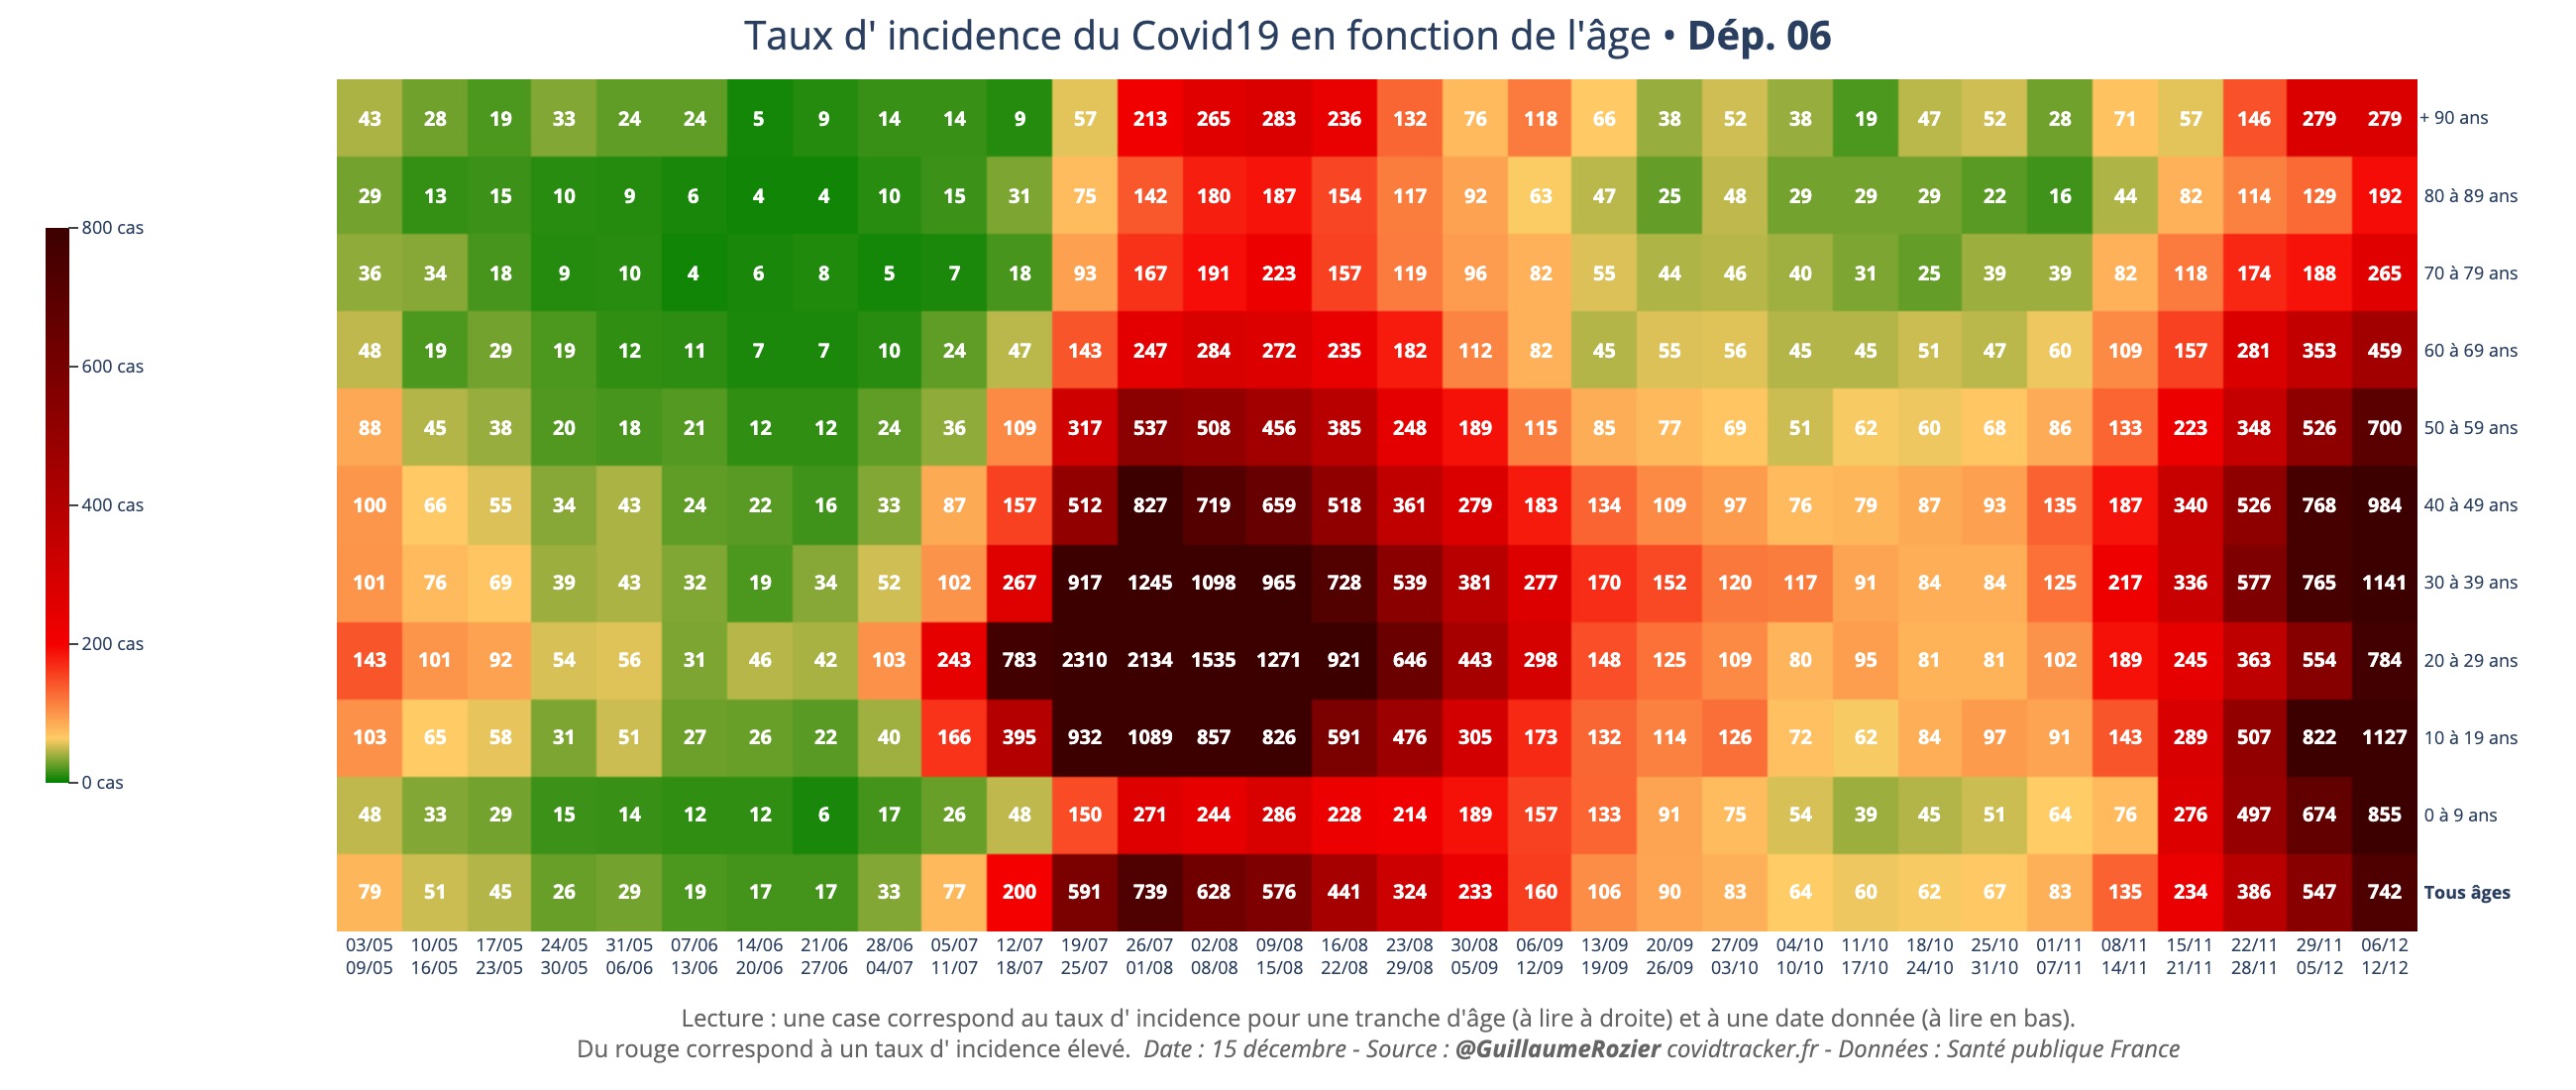 Taux d' incidence du Covid19 en fonction de l'âge • Dép. 06
800 cas
600 cas
400 cas
200 cas
0 cas
43 28 19 33 24 24 5 9 14 14 9 57 213 265 283 236 132 76 118 66 38 52 38 19 47 52 28 71 57 146 279 279 + 90 ans
29 13 15 10 9 6 4 4 10 15 31 75 142 180 187 154 117 92 63 47 25 48 29 29 29 22 16 44 82 114 129 192 80 à 89 ans
36 34 18 9 10 4 6 8 5 7 18 93 167 191 223 157 119 96 82 55 44 46 40 31 25 39 39 82 118 174 188 265 70 à 79 ans
48 19 29 19 12 11 7 7 10 24 47 143 247 284 272 235 182 112 82 45 55 56 45 45 51 47 60 109 157 281 353 459 60 à 69 ans
88 45 38 20 18 21 12 12 24 36 109 317 537 508 456 385 248 189 115 85 77 69 51 62 60 68 86 133 223 348 526 700 50 à 59 ans
100 66 55 34 43 24 22 16 33 87 157 512 827 719 659 518 361 279 183 134 109 97 76 79 87 93 135 187 340 526 768 984 40 à 49 ans
101 76 69 39 43 32 19 34 52 102 267 917 1245 1098 965 728 539 381 277 170 152 120 117 91 84 84 125 217 336 577 765 1141 30 à 39 ans
143 101 92 54 56 31 46 42 103 243 783 2310 2134 1535 1271 921 646 443 298 148 125 109 80 95 81 81 102 189 245 363 554 784 20 à 29 ans
103 65 58 31 51 27 26 22 40 166 395 932 1089 857 826 591 476 305 173 132 114 126 72 62 84 97 91 143 289 507 822 1127 10 à 19 ans
48 33 29 15 14 12 12 6 17 26 48 150 271 244 286 228 214 189 157 133 91 75 54 39 45 51 64 76 276 497 674 855 0 à 9 ans
79 51 45 26 29 19 17 17 33 77 200 591 739 628 576 441 324 233 160 106 90 83 64 60 62 67 83 135 234 386 547 742 Tous âges
03/05 10/05 17/05 24/05 31/05 07/06 14/06 21/06 28/06 05/07 12/07 19/07 26/07 02/08 09/08 16/08 23/08 30/08 06/09 13/09 20/09 27/09 04/10 11/10 18/10 25/10 01/11 08/11 15/11 22/11 29/11 06/12
09/05 16/05 23/05 30/05 06/06 13/06 20/06 27/06 04/07 11/07 18/07 25/07 01/08 08/08 15/08 22/08 29/08 05/09 12/09 19/09 26/09 03/10 10/10 17/10 24/10 31/10 07/11 14/11 21/11 28/11 05/12 12/12
Lecture : une case correspond au taux d' incidence pour une tranche d'âge (à lire à droite) et à une date donnée (à lire en bas).
Du rouge correspond à un taux d' incidence élevé. Date : 15 décembre - Source : @GuillaumeRozier covidtracker.fr - Données : Santé publique France